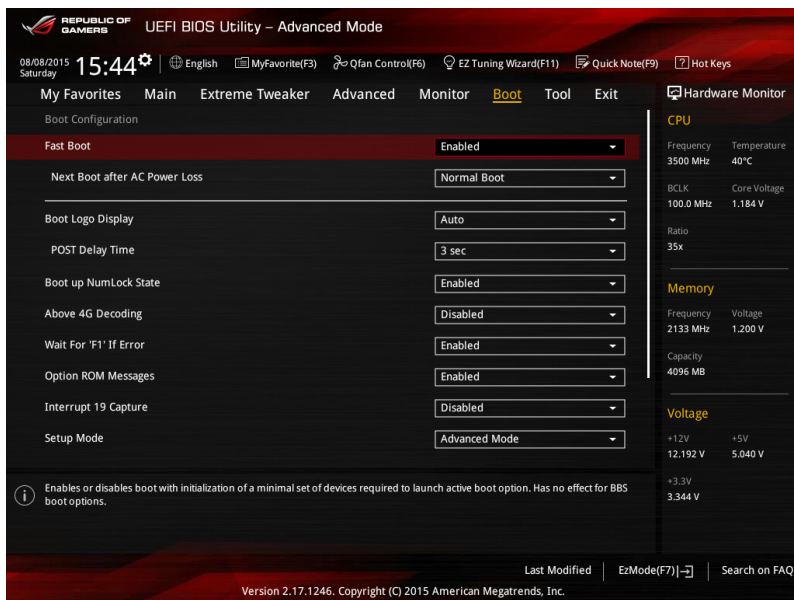 REPUBLIC OF
GAMERS
UEFI BIOS Utility – Advanced Mode
08/08/2015
Saturday
15:44
English
MyFavorite(F3)
Qfan Control(F6)
EZ Tuning Wizard(F11)
Quick Note(F9)
? Hot Keys
My Favorites Main Extreme Tweaker Advanced Monitor Boot Tool Exit
Boot Configuration
Fast Boot Enabled
Next Boot after AC Power Loss Normal Boot
Boot Logo Display Auto
POST Delay Time 3 sec
Boot up NumLock State Enabled
Above 4G Decoding Disabled
Wait For 'F1' If Error Enabled
Option ROM Messages Enabled
Interrupt 19 Capture Disabled
Setup Mode Advanced Mode
i
Enables or disables boot with initialization of a minimal set of devices required to launch active boot option. Has no effect for BBS
boot options.
Hardware Monitor
CPU
Frequency Temperature
3500 MHz 40°C
BCLK Core Voltage
100.0 MHz 1.184 V
Ratio
35x
Memory
Frequency Voltage
2133 MHz 1.200 V
Capacity
4096 MB
Voltage
+12V +5V
12.192 V 5.040 V
+3.3V
3.344 V
Last Modified
EzMode(F7)
Search on FAQ
Version 2.17.1246. Copyright (C) 2015 American Megatrends, Inc.